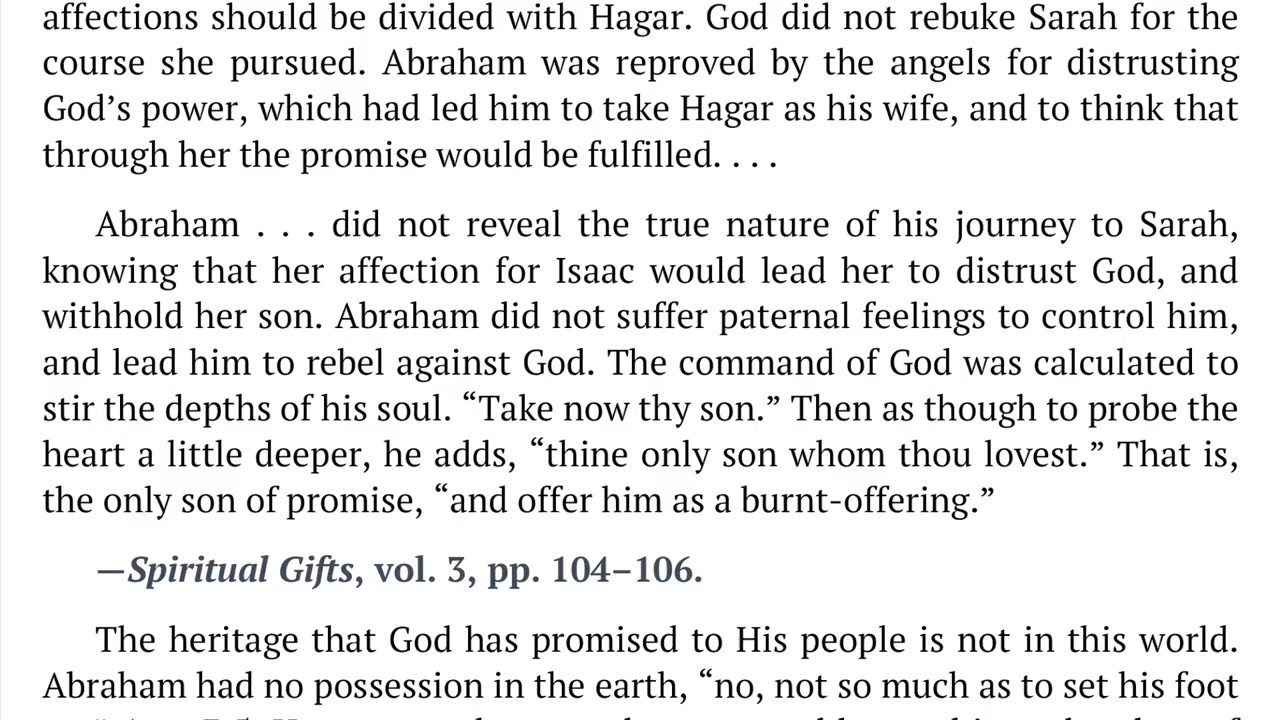 affections should be divided with Hagar. God did not rebuke Sarah for the
course she pursued. Abraham was reproved by the angels for distrusting
God’s power, which had led him to take Hagar as his wife, and to think that
through her the promise would be fulfilled. . . .
Abraham . . . did not reveal the true nature of his journey to Sarah,
knowing that her affection for Isaac would lead her to distrust God, and
withhold her son. Abraham did not suffer paternal feelings to control him,
and lead him to rebel against God. The command of God was calculated to
stir the depths of his soul. “Take now thy son.” Then as though to probe the
heart a little deeper, he adds, “thine only son whom thou lovest.” That is,
the only son of promise, “and offer him as a burnt-offering.”
—Spiritual Gifts, vol. 3, pp. 104–106.
The heritage that God has promised to His people is not in this world.
Abraham had no possession in the earth, “no, not so much as to set his foot